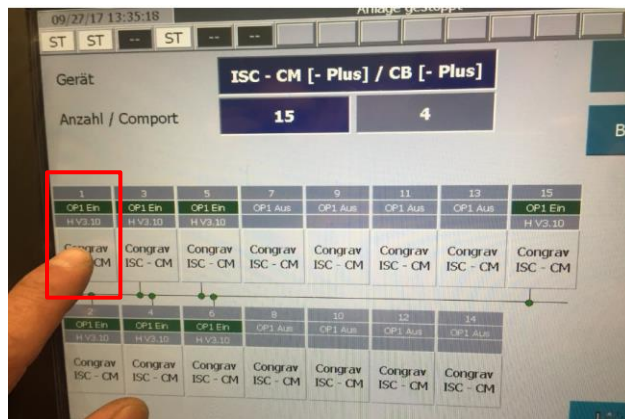 09/27/17 13:35:18
Anlage gestoppt
ST ST -- ST -- --
Gerät ISC - CM [- Plus] / CB [- Plus]
Anzahl / Comport 15 4
B
1 3 5 7 9 11 13 15
OP1 Ein OP1 Ein OP1 Ein OP1 Aus OP1 Aus OP1 Aus OP1 Aus OP1 Ein
H V3.10 H V3.10 H V3.10 H V3.10
Congrav Congrav Congrav Congrav Congrav Congrav Congrav Congrav
CM ISC - CM ISC - CM ISC - CM ISC - CM ISC - CM ISC - CM ISC - CM
2 4 6 8 10 12 14
OP1 Ein OP1 Ein OP1 Ein OP1 Aus OP1 Aus OP1 Aus OP1 Aus
H V3.10 H V3.10 H V3.10
Congrav Congrav Congrav Congrav Congrav Congrav Congrav
ISC - CM ISC - CM ISC - CM ISC - CM ISC - CM ISC - CM ISC - CM